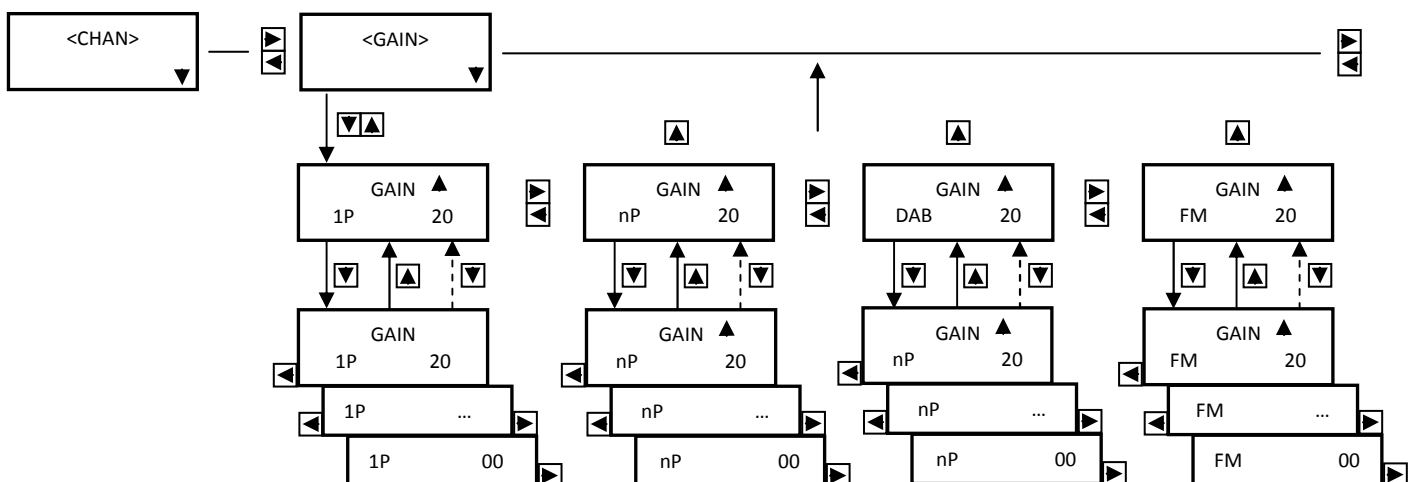 <CHAN>
<GAIN>
GAIN
1P 20
GAIN
nP 20
GAIN
DAB 20
GAIN
FM 20
GAIN
1P 20
GAIN
nP 20
GAIN
nP 20
GAIN
FM 20
1P ...
nP ...
nP ...
FM ...
1P 00
nP 00
nP 00
FM 00